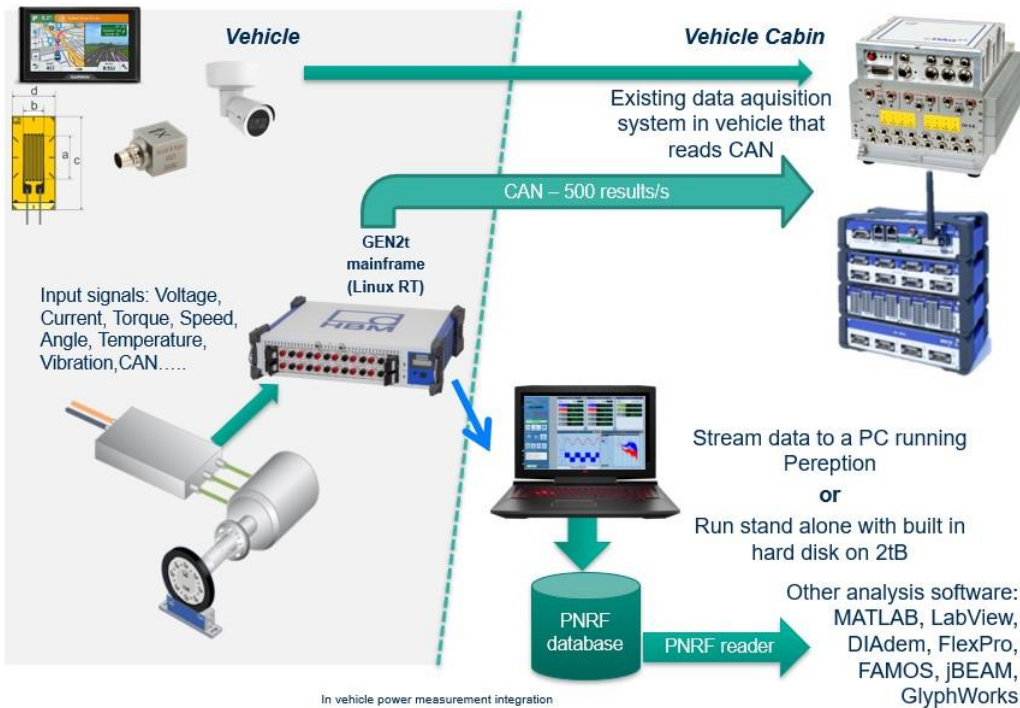 Vehicle
Vehicle Cabin
GARMIN
d
b
a
c
Existing data aquisition
system in vehicle that
reads CAN
CAN – 500 results/s
GEN2t
mainframe
(Linux RT)
Input signals: Voltage,
Current, Torque, Speed,
Angle, Temperature,
Vibration,CAN…..
HBM
Stream data to a PC running
Pereption
or
Run stand alone with built in
hard disk on 2tB
PNRF
database
PNRF reader
Other analysis software:
MATLAB, LabView,
DIAdem, FlexPro,
FAMOS, jBEAM,
GlyphWorks
In vehicle power measurement integration